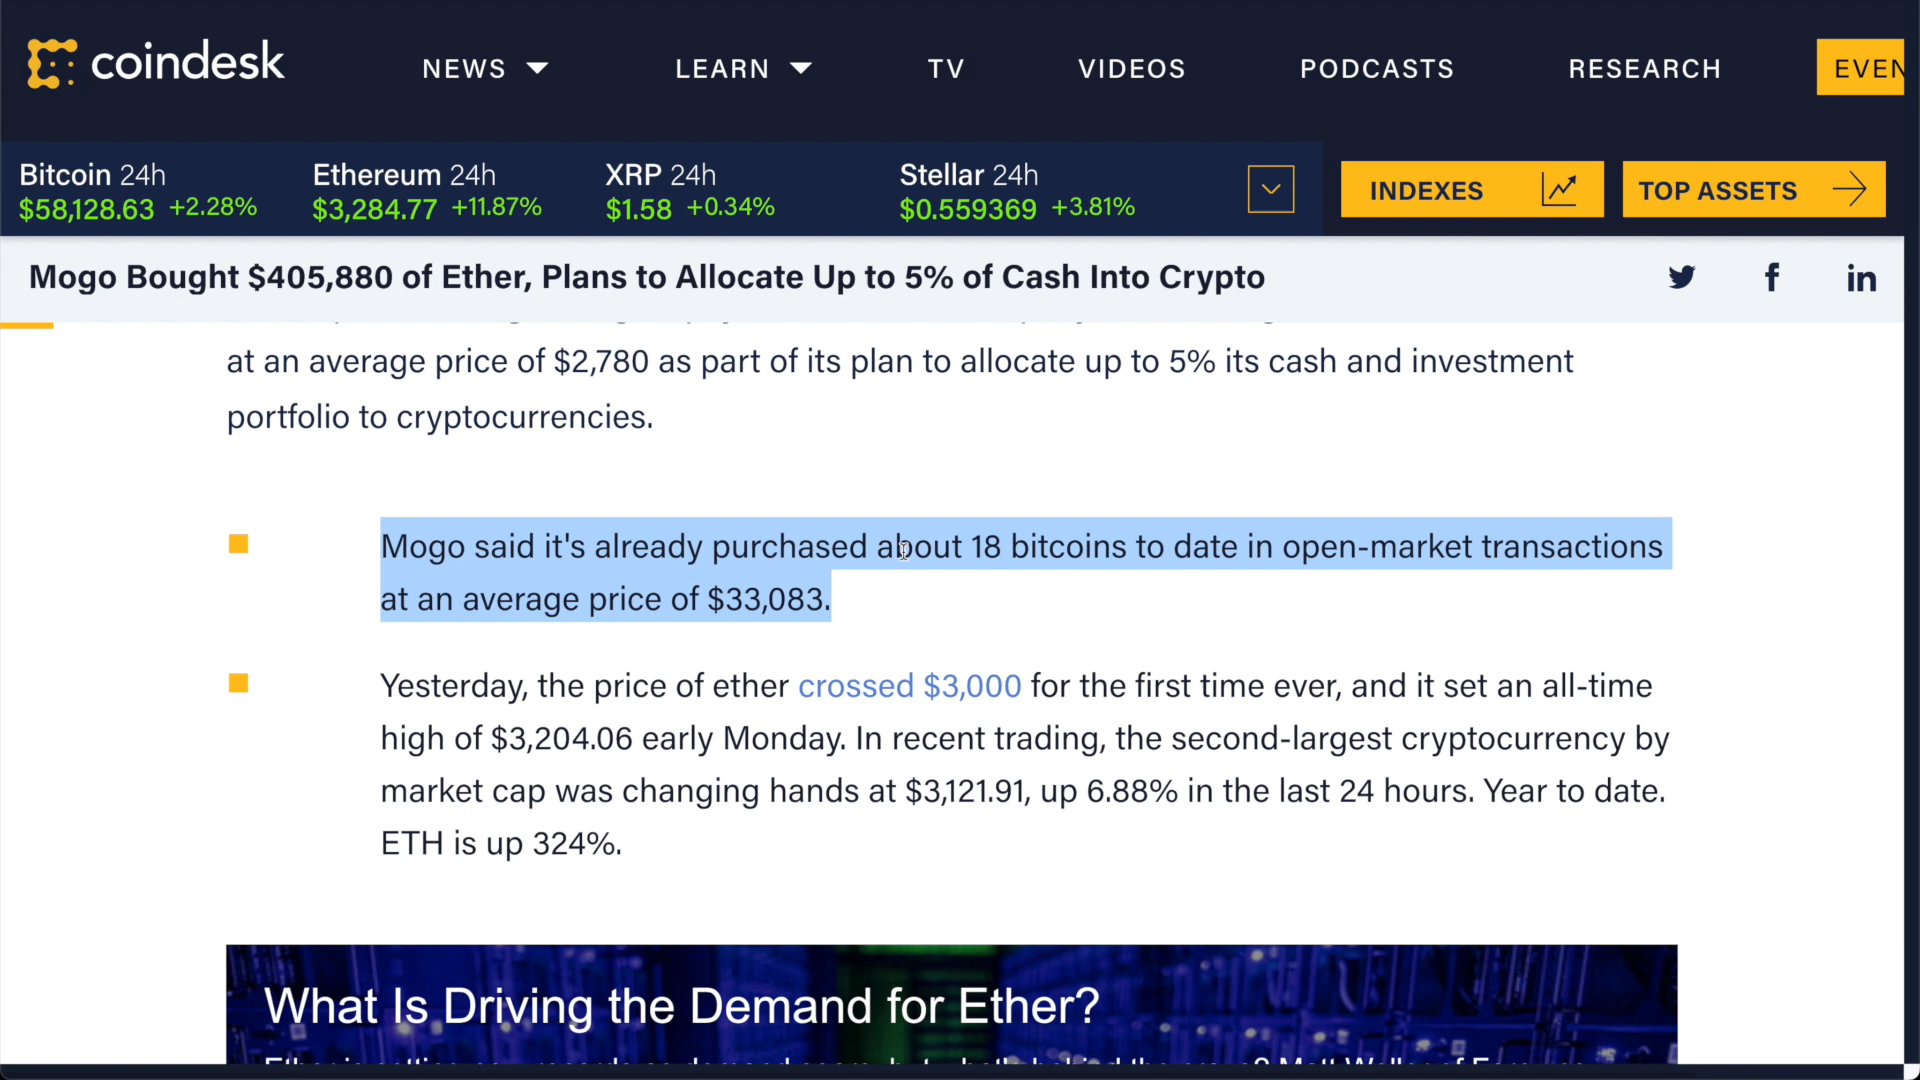 coindesk
NEWS
LEARN
TV
VIDEOS
PODCASTS
RESEARCH
Bitcoin 24h
$58,128.63 +2.28%
Ethereum 24h
$3,284.77 +11.87%
XRP 24h
$1.58 +0.34%
Stellar 24h
$0.559369 +3.81%
INDEXES
TOP ASSETS
Mogo Bought $405,880 of Ether, Plans to Allocate Up to 5% of Cash Into Crypto
at an average price of $2,780 as part of its plan to allocate up to 5% its cash and investment
portfolio to cryptocurrencies.
Mogo said it's already purchased about 18 bitcoins to date in open-market transactions
at an average price of $33,083.
Yesterday, the price of ether crossed $3,000 for the first time ever, and it set an all-time
high of $3,204.06 early Monday. In recent trading, the second-largest cryptocurrency by
market cap was changing hands at $3,121.91, up 6.88% in the last 24 hours. Year to date.
ETH is up 324%.
What Is Driving the Demand for Ether?